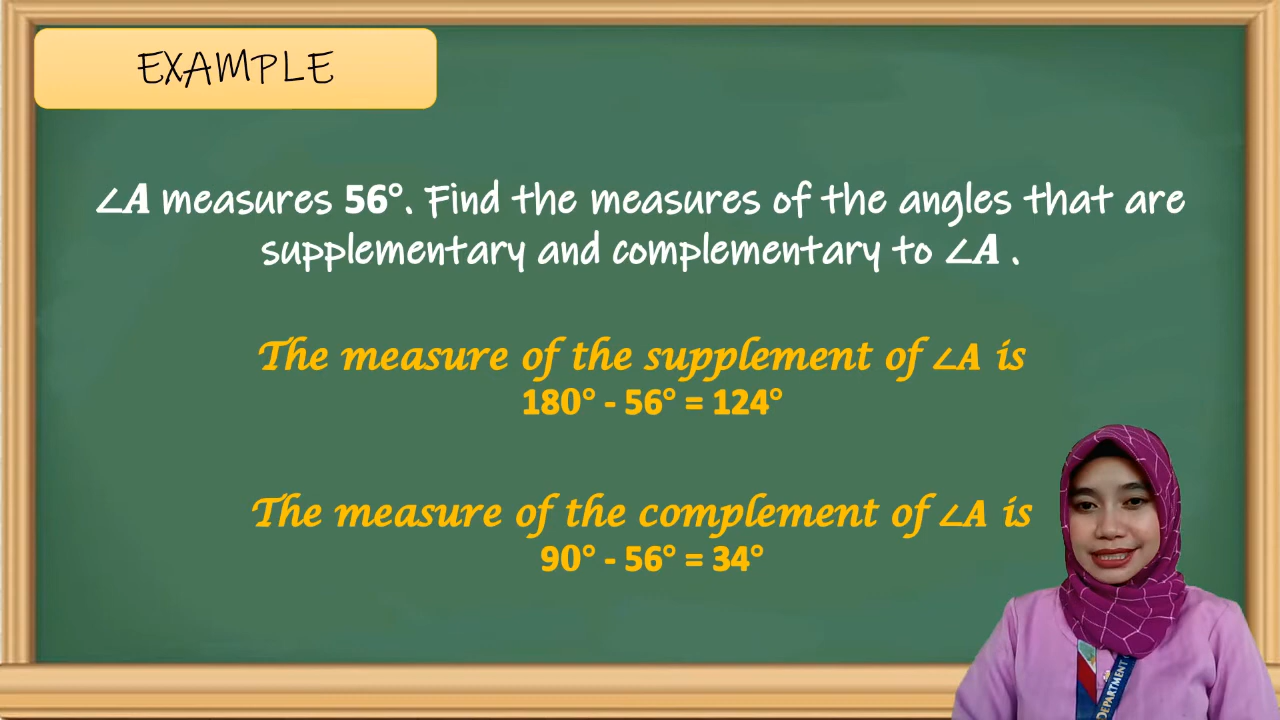 EXAMPLE
∠A measures 56°. Find the measures of the angles that are
supplementary and complementary to ∠A .
The measure of the supplement of ∠A is
180° - 56° = 124°
The measure of the complement of ∠A is
90° - 56° = 34°
DEPARTMENT